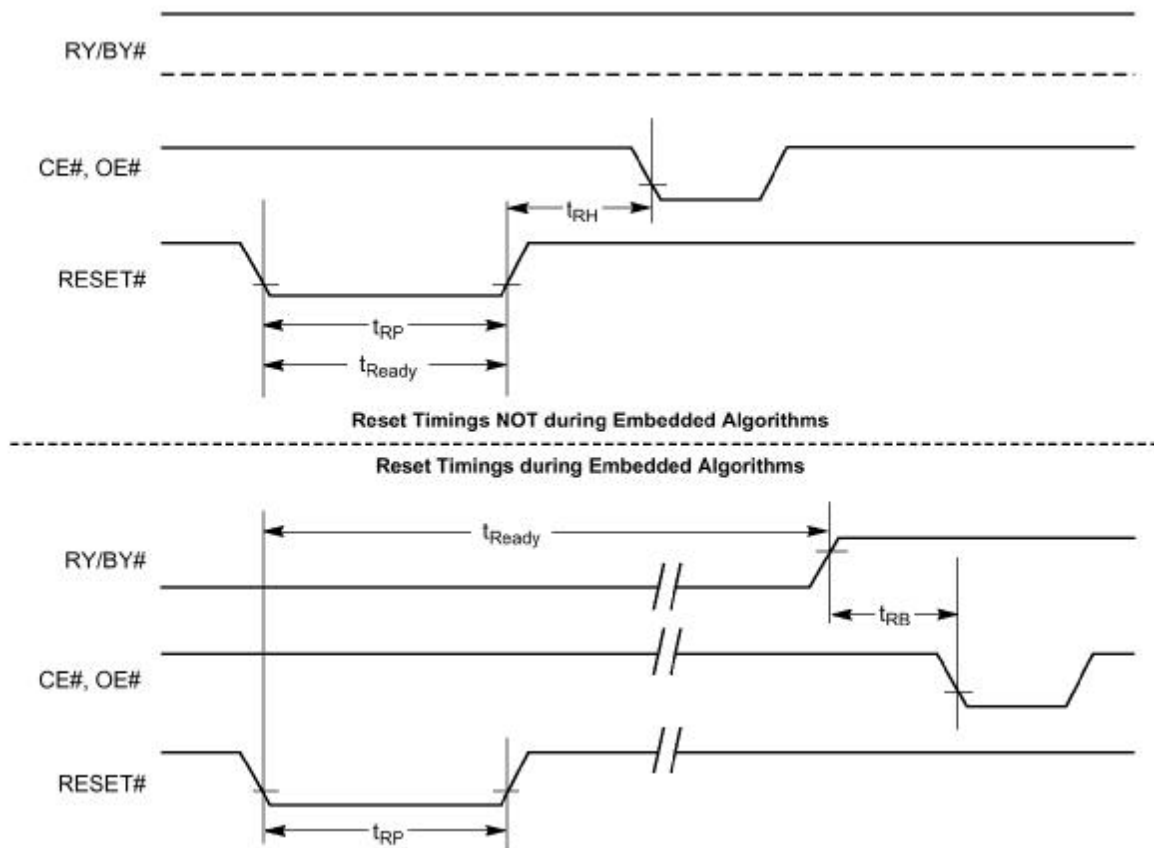 RY/BY#
CE#, OE#
tRH
RESET#
tRP
tReady
Reset Timings NOT during Embedded Algorithms
Reset Timings during Embedded Algorithms
tReady
RY/BY#
tRB
CE#, OE#
RESET#
tRP